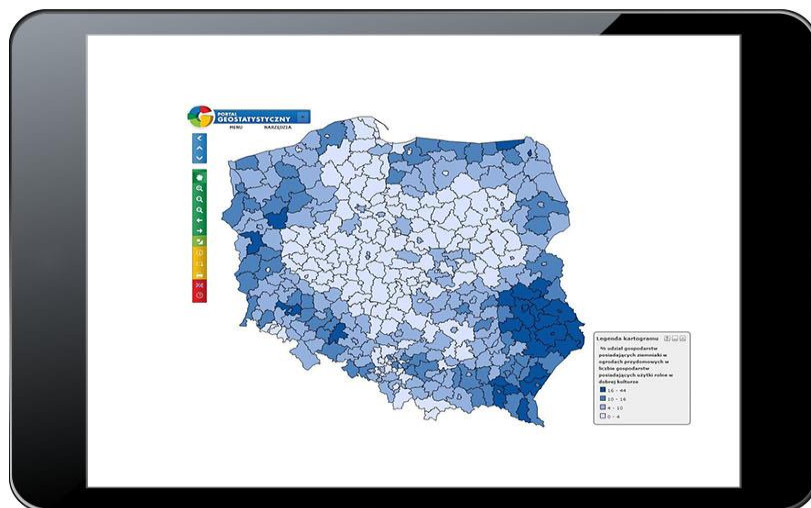 PORTAL
GEOSTATYSTYCZNY
MENU NARZĘDZIA
Legenda kartogramu
% udział gospodarstw
posiadających ziemniaki w
ogrodach przydomowych w
liczbie gospodarstw
posiadających użytki rolne w
dobrej kulturze
16 - 44
10 - 16
4 - 10
0 - 4